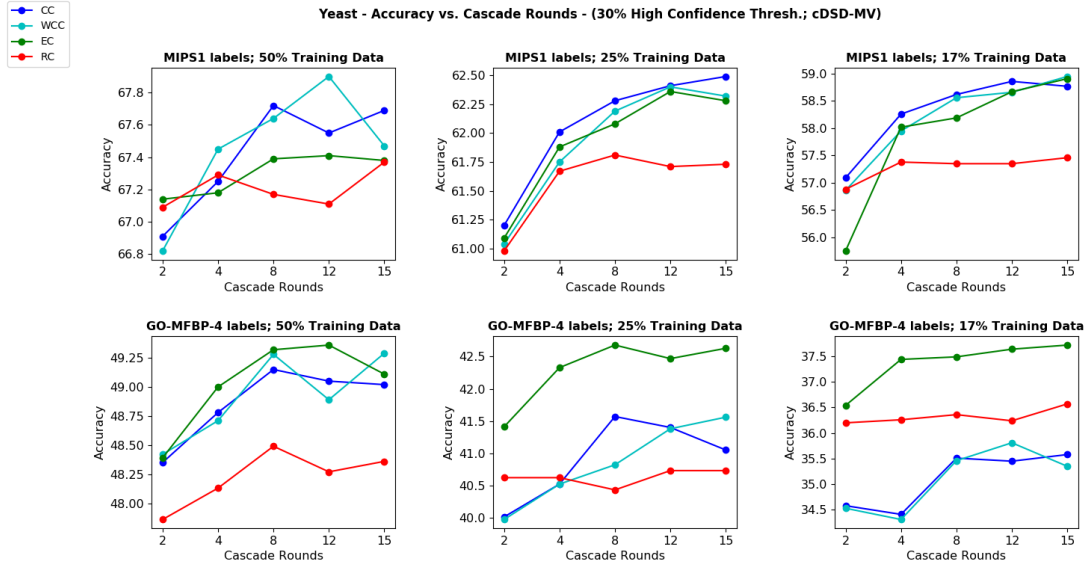 CC
WCC
EC
RC
Yeast - Accuracy vs. Cascade Rounds - (30% High Confidence Thresh.; cDSD-MV)
MIPS1 labels; 50% Training Data
67.8
67.6
67.4
67.2
67.0
66.8
Accuracy
2 4 8 12 15
Cascade Rounds
MIPS1 labels; 25% Training Data
62.50
62.25
62.00
61.75
61.50
61.25
61.00
Accuracy
2 4 8 12 15
Cascade Rounds
MIPS1 labels; 17% Training Data
59.0
58.5
58.0
57.5
57.0
56.5
56.0
Accuracy
2 4 8 12 15
Cascade Rounds
GO-MFBP-4 labels; 50% Training Data
49.25
49.00
48.75
48.50
48.25
48.00
Accuracy
2 4 8 12 15
Cascade Rounds
GO-MFBP-4 labels; 25% Training Data
42.5
42.0
41.5
41.0
40.5
40.0
Accuracy
2 4 8 12 15
Cascade Rounds
GO-MFBP-4 labels; 17% Training Data
37.5
37.0
36.5
36.0
35.5
35.0
34.5
Accuracy
2 4 8 12 15
Cascade Rounds